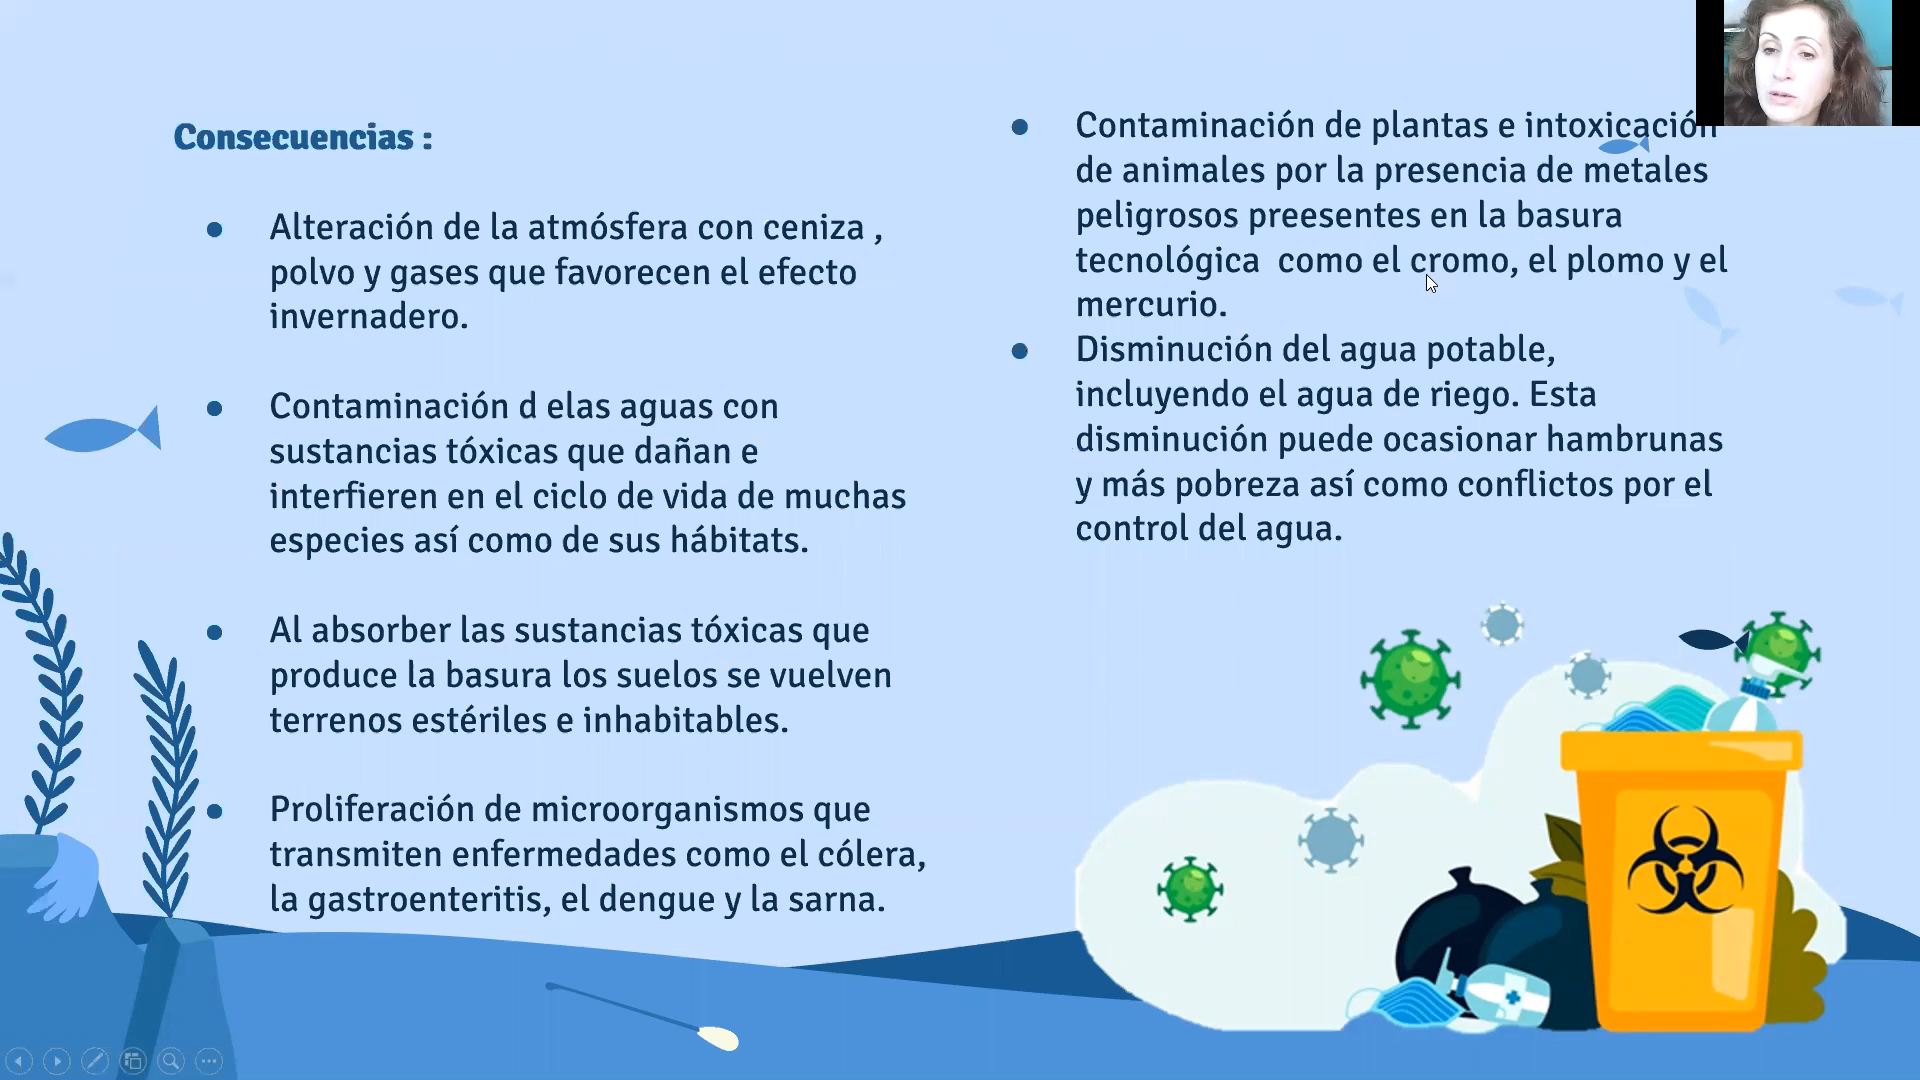 Consecuencias :
Alteración de la atmósfera con ceniza ,
polvo y gases que favorecen el efecto
invernadero.
Contaminación d elas aguas con
sustancias tóxicas que dañan e
interfieren en el ciclo de vida de muchas
especies así como de sus hábitats.
Al absorber las sustancias tóxicas que
produce la basura los suelos se vuelven
terrenos estériles e inhabitables.
Proliferación de microorganismos que
transmiten enfermedades como el cólera,
la gastroenteritis, el dengue y la sarna.
Contaminación de plantas e intoxicación
de animales por la presencia de metales
peligrosos preesentes en la basura
tecnológica  como el cromo, el plomo y el
mercurio.
Disminución del agua potable,
incluyendo el agua de riego. Esta
disminución puede ocasionar hambrunas
y más pobreza así como conflictos por el
control del agua.